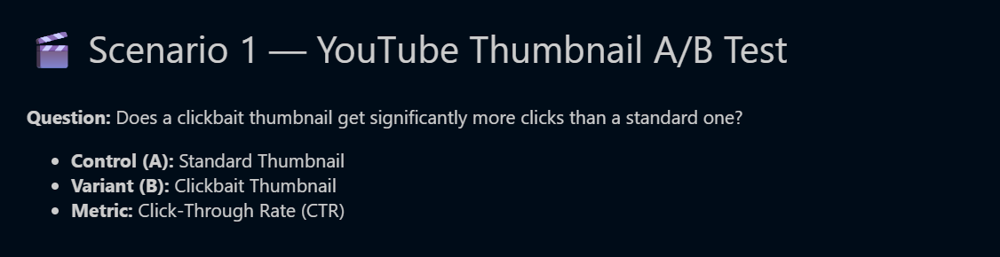 Scenario 1 — YouTube Thumbnail A/B Test
Question: Does a clickbait thumbnail get significantly more clicks than a standard one?
• Control (A): Standard Thumbnail
• Variant (B): Clickbait Thumbnail
• Metric: Click-Through Rate (CTR)